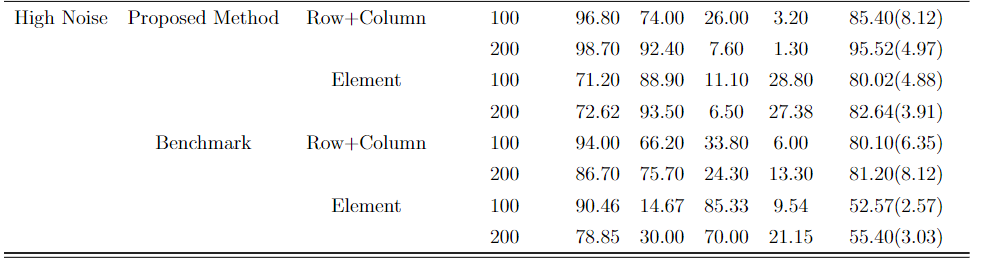 High Noise Proposed Method Row+Column 100 96.80 74.00 26.00 3.20 85.40(8.12)
200 98.70 92.40 7.60 1.30 95.52(4.97)
Element 100 71.20 88.90 11.10 28.80 80.02(4.88)
200 72.62 93.50 6.50 27.38 82.64(3.91)
Benchmark Row+Column 100 94.00 66.20 33.80 6.00 80.10(6.35)
200 86.70 75.70 24.30 13.30 81.20(8.12)
Element 100 90.46 14.67 85.33 9.54 52.57(2.57)
200 78.85 30.00 70.00 21.15 55.40(3.03)